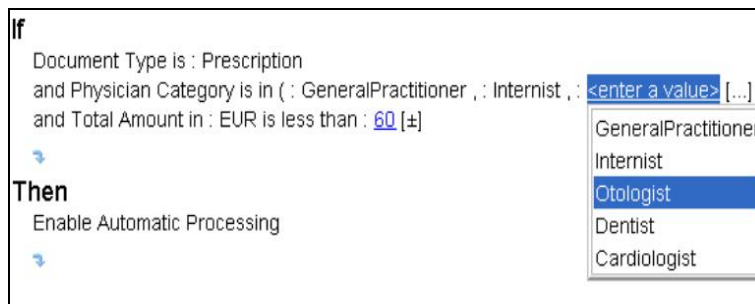 If
Document Type is : Prescription
and Physician Category is in ( : GeneralPractitioner , : Internist , : <enter a value> [...]
and Total Amount in : EUR is less than : 60 [±]
GeneralPractitioner
Internist
Then
Otologist
Enable Automatic Processing
Dentist
Cardiologist